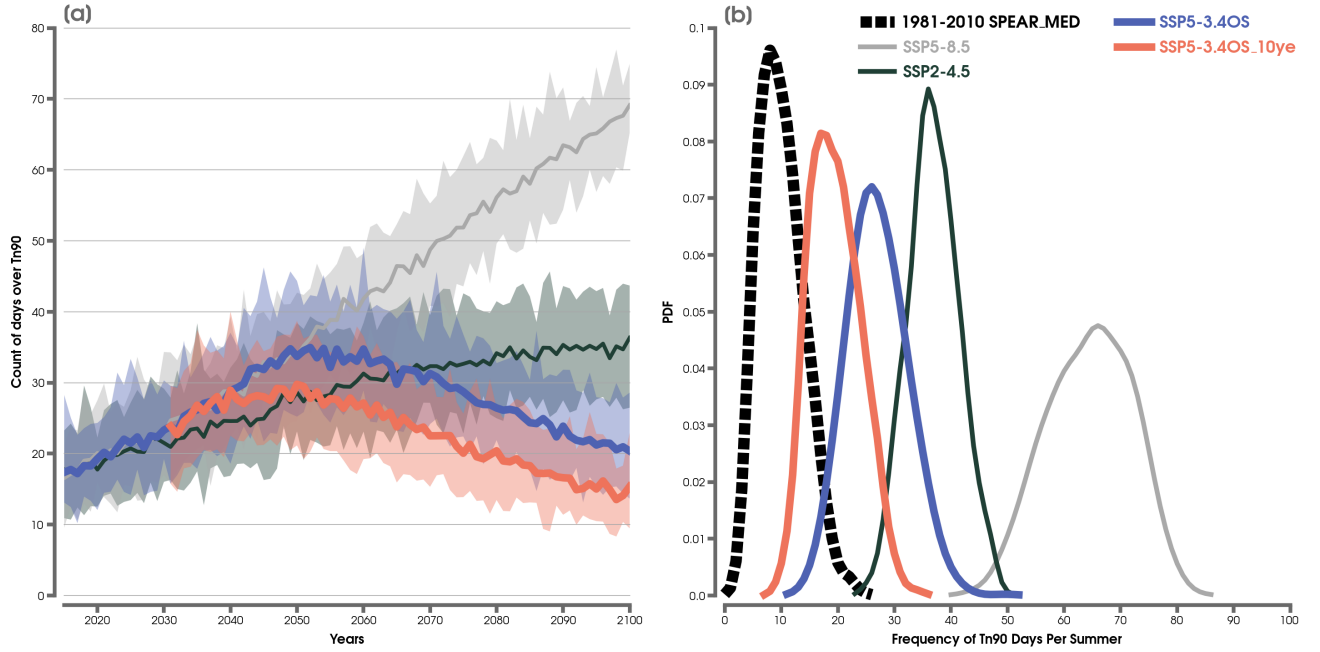 (a)
80
70
60
50
40
30
20
10
0
Count of days over Tn90
2020 2030 2040 2050 2060 2070 2080 2090 2100
Years
(b)
1981-2010 SPEAR_MED
SSP5-8.5
SSP2-4.5
SSP5-3.4OS
SSP5-3.4OS_10ye
0.1
0.09
0.08
0.07
0.06
0.05
0.04
0.03
0.02
0.01
0.0
PDF
0 10 20 30 40 50 60 70 80 90 100
Frequency of Tn90 Days Per Summer